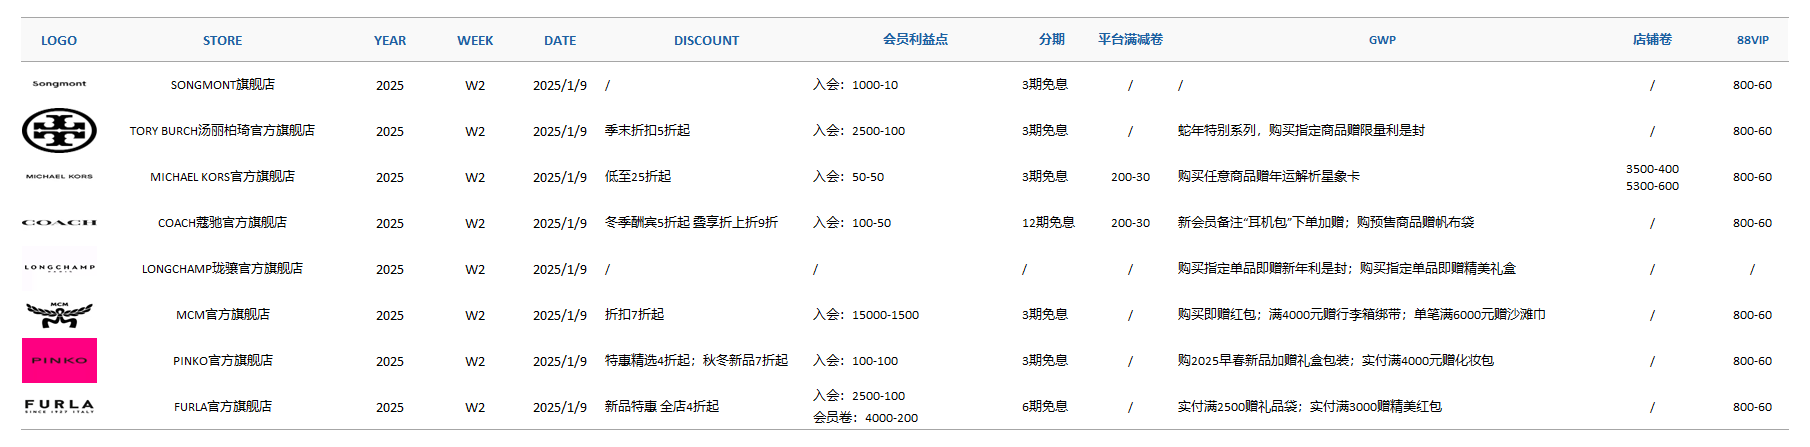 LOGO STORE YEAR WEEK DATE DISCOUNT 会员利益点 分期 平台满减卷 GWP 店铺卷 88VIP
Songmont SONGMONT旗舰店 2025 W2 2025/1/9 / 入会：1000-10 3期免息 / / / 800-60
TORY BURCH汤丽柏琦官方旗舰店 2025 W2 2025/1/9 季末折扣5折起 入会：2500-100 3期免息 / 蛇年特别系列，购买指定商品赠限量利是封 / 800-60
MICHAEL KORS MICHAEL KORS官方旗舰店 2025 W2 2025/1/9 低至25折起 入会：50-50 3期免息 200-30 购买任意商品赠年运解析星象卡 3500-400 800-60
5300-600
COACH COACH蔻驰官方旗舰店 2025 W2 2025/1/9 冬季酬宾5折起 叠享折上折9折 入会：100-50 12期免息 200-30 新会员备注“耳机包”下单加赠；购预售商品赠帆布袋 / 800-60
LONGCHAMP LONGCHAMP珑骧官方旗舰店 2025 W2 2025/1/9 / / / / 购买指定单品即赠新年利是封；购买指定单品即赠精美礼盒 / /
PARIS
MCM MCM官方旗舰店 2025 W2 2025/1/9 折扣7折起 入会：15000-1500 3期免息 / 购买即赠红包；满4000元赠行李箱绑带；单笔满6000元赠沙滩巾 / 800-60
PINKO PINKO官方旗舰店 2025 W2 2025/1/9 特惠精选4折起；秋冬新品7折起 入会：100-100 3期免息 / 购2025早春新品加赠礼盒包装；实付满4000元赠化妆包 / 800-60
FURLA FURLA官方旗舰店 2025 W2 2025/1/9 新品特惠 全店4折起 入会：2500-100 6期免息 / 实付满2500赠礼品袋；实付满3000赠精美红包 / 800-60
SINCE 1927 ITALY 会员卷：4000-200